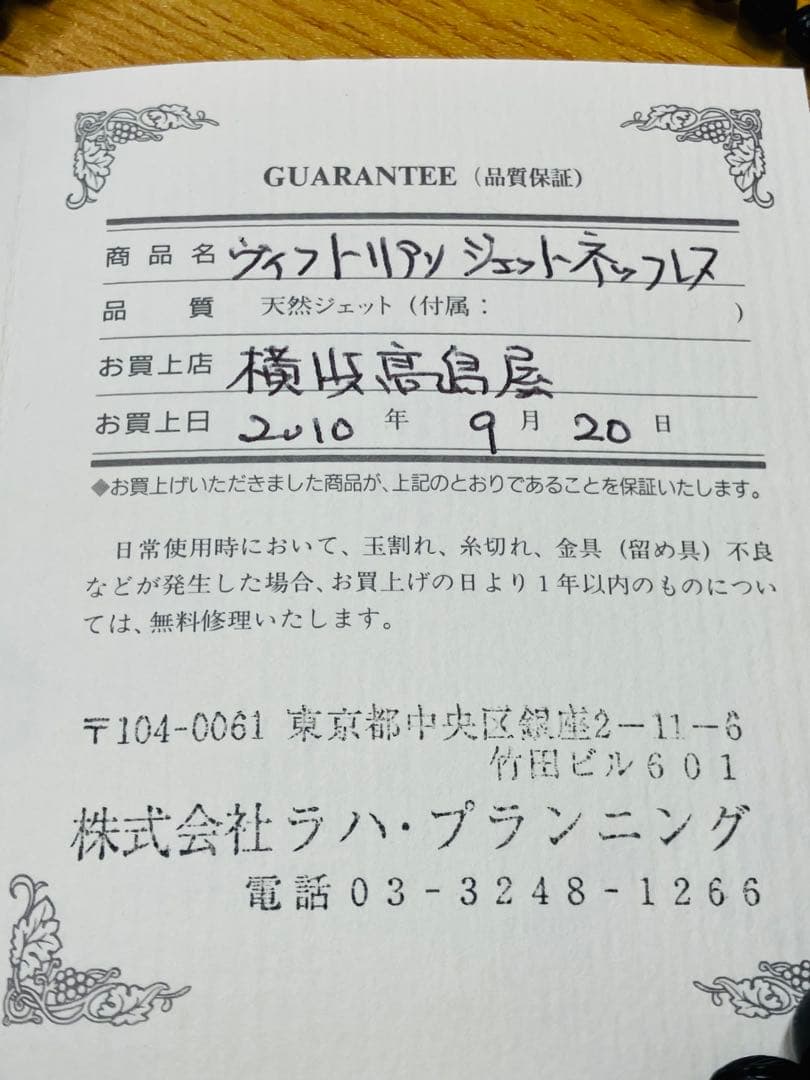 GUARANTEE（品質保証）
商品名 ヴィクトリアン ジェットネックレス
品質 天然ジェット（付属： ）
お買上店 横浜高島屋
お買上日 2010 年 9 月 20 日
◆お買上げいただきました商品が、上記のとおりであることを保証いたします。
日常使用時において、玉割れ、糸切れ、金具（留め具）不良
などが発生した場合、お買上げの日より1年以内のものについ
ては、無料修理いたします。
〒104-0061 東京都中央区銀座2－11－6
竹田ビル601
株式会社ラハ・プランニング
電話03-3248-1266